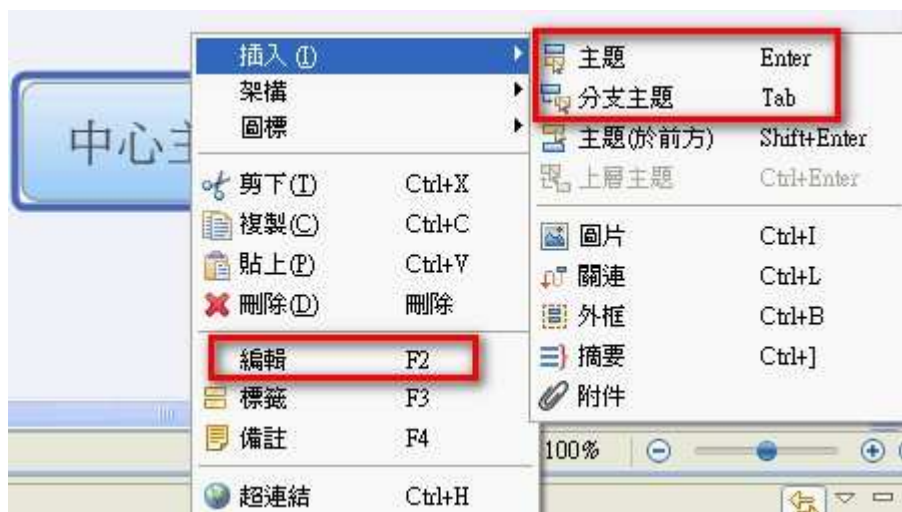 中心主
插入 (I)
架構
圖標
剪下(T) Ctrl+X
複製(C) Ctrl+C
貼上(P) Ctrl+V
刪除(D) 刪除
編輯 F2
標籤 F3
備註 F4
超連結 Ctrl+H
主題 Enter
分支主題 Tab
主題(於前方) Shift+Enter
上層主題 Ctrl+Enter
圖片 Ctrl+I
關連 Ctrl+L
外框 Ctrl+B
摘要 Ctrl+]
附件
100%